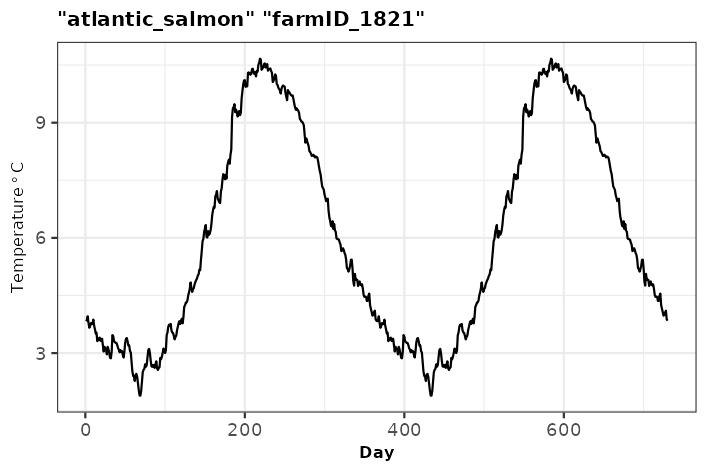 "atlantic_salmon" "farmID_1821"
9
6
3
Temperature°C
0 200 400 600
Day